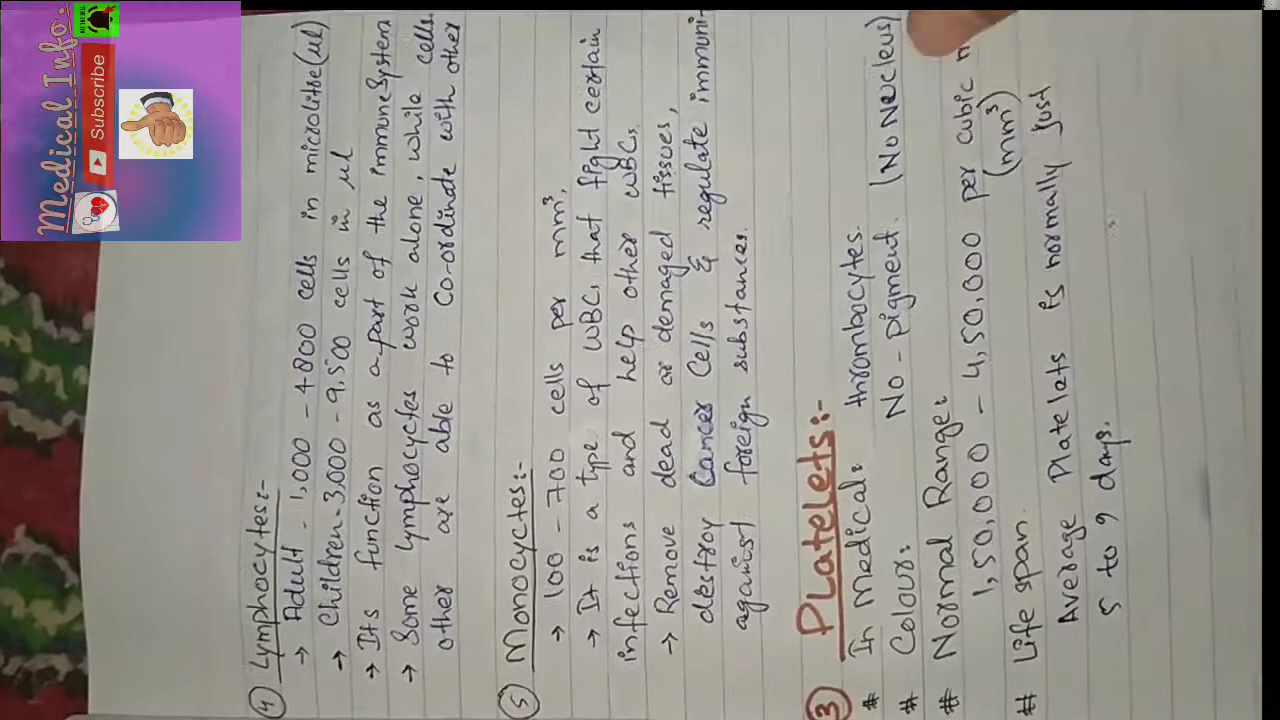 Medical Info.
Subscribe
④ Lymphocytes:-
→ Adult - 1,000 - 4800 cells in microlitre(ul)
→ Children - 3,000 - 9,500 cells in ul
→ Its function as a part of the immune System
→ Some lymphocytes work alone, while cells.
other are able to Co-ordinate with other
⑤ Monocytes:-
→ 100 - 700 cells per mm³.
→ It is a type of WBCs that fight certain
infections and help other WBCs
→ Remove dead or demaged tissues,
destroy Cancer Cells & regulate immuni-
against foreign substances.
③ Platelets:-
# In Medical: thrombocytes.
# Colour: No - pigment. (No Nucleus)
# Normal Range:
1,50,000 - 4,50,000 per cubic
(mm³)
# Life span.
Average Platelets is normally just
5 to 9 days.